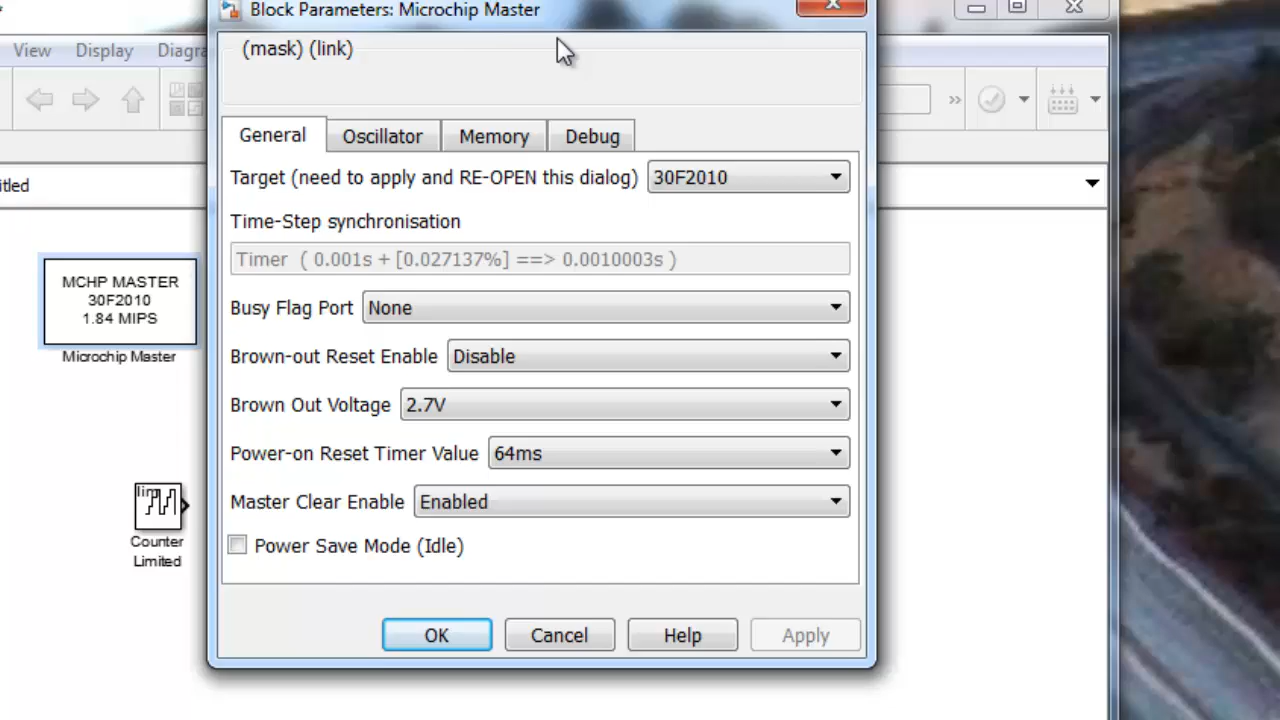 Block Parameters: Microchip Master
View Display Diagra
(mask) (link)
General Oscillator Memory Debug
Target (need to apply and RE-OPEN this dialog) 30F2010
itled
Time-Step synchronisation
Timer ( 0.001s + [0.027137%] ==> 0.0010003s )
MCHP MASTER
30F2010
1.84 MIPS
Microchip Master
Busy Flag Port None
Brown-out Reset Enable Disable
Brown Out Voltage 2.7V
Power-on Reset Timer Value 64ms
Master Clear Enable Enabled
lim
Counter
Limited
Power Save Mode (Idle)
OK Cancel Help Apply